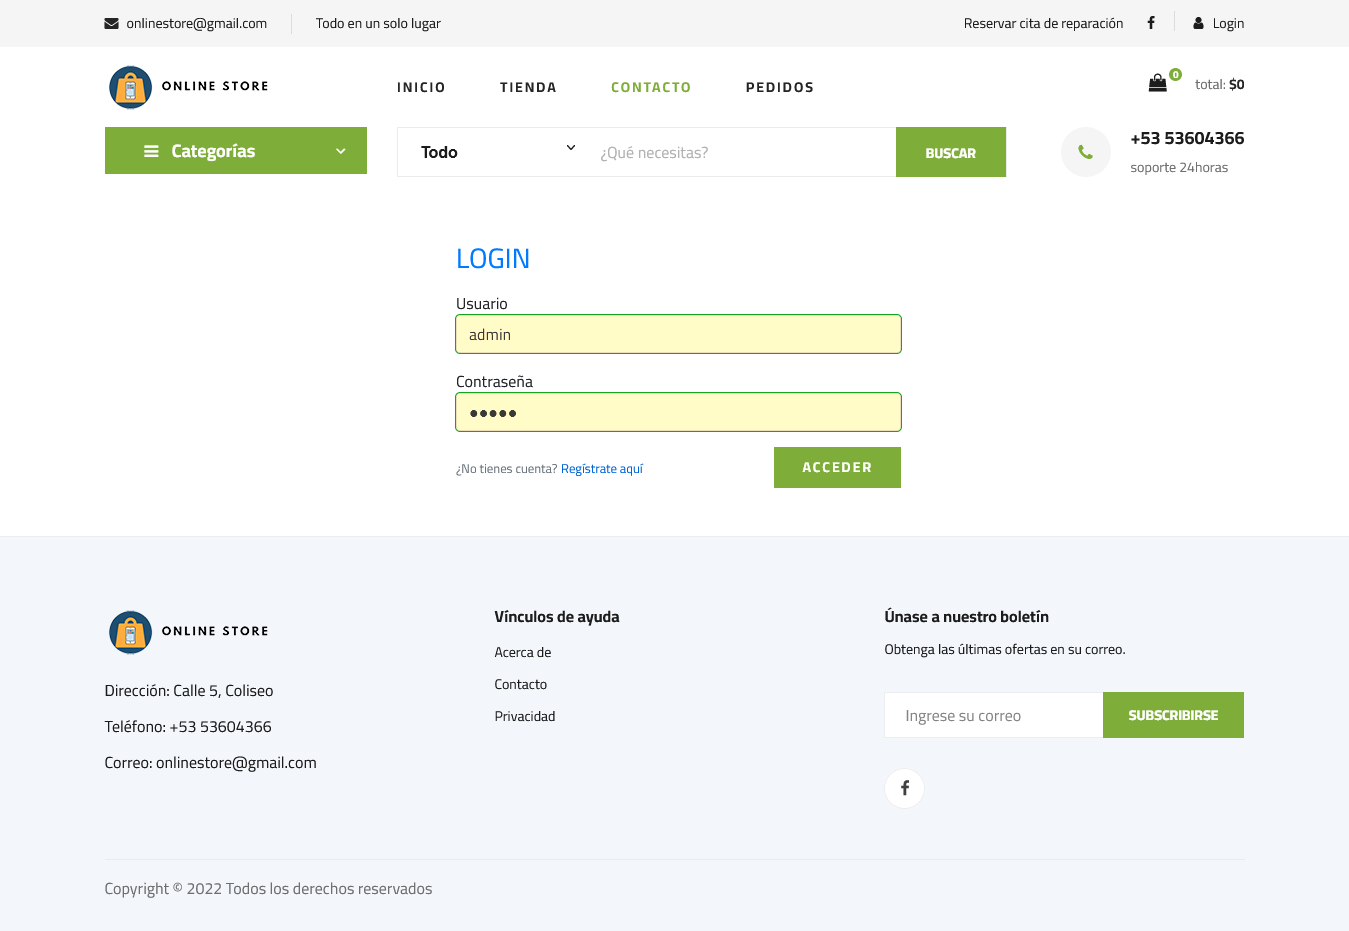 onlinestore@gmail.com
Todo en un solo lugar
Reservar cita de reparación
Login
ONLINE STORE
INICIO
TIENDA
CONTACTO
PEDIDOS
0
total: $0
Categorías
Todo
¿Qué necesitas?
BUSCAR
+53 53604366
soporte 24horas
LOGIN
Usuario
admin
Contraseña
●●●●●
¿No tienes cuenta? Regístrate aquí
ACCEDER
ONLINE STORE
Dirección: Calle 5, Coliseo
Teléfono: +53 53604366
Correo: onlinestore@gmail.com
Vínculos de ayuda
Acerca de
Contacto
Privacidad
Únase a nuestro boletín
Obtenga las últimas ofertas en su correo.
Ingrese su correo
SUBSCRIBIRSE
Copyright © 2022 Todos los derechos reservados